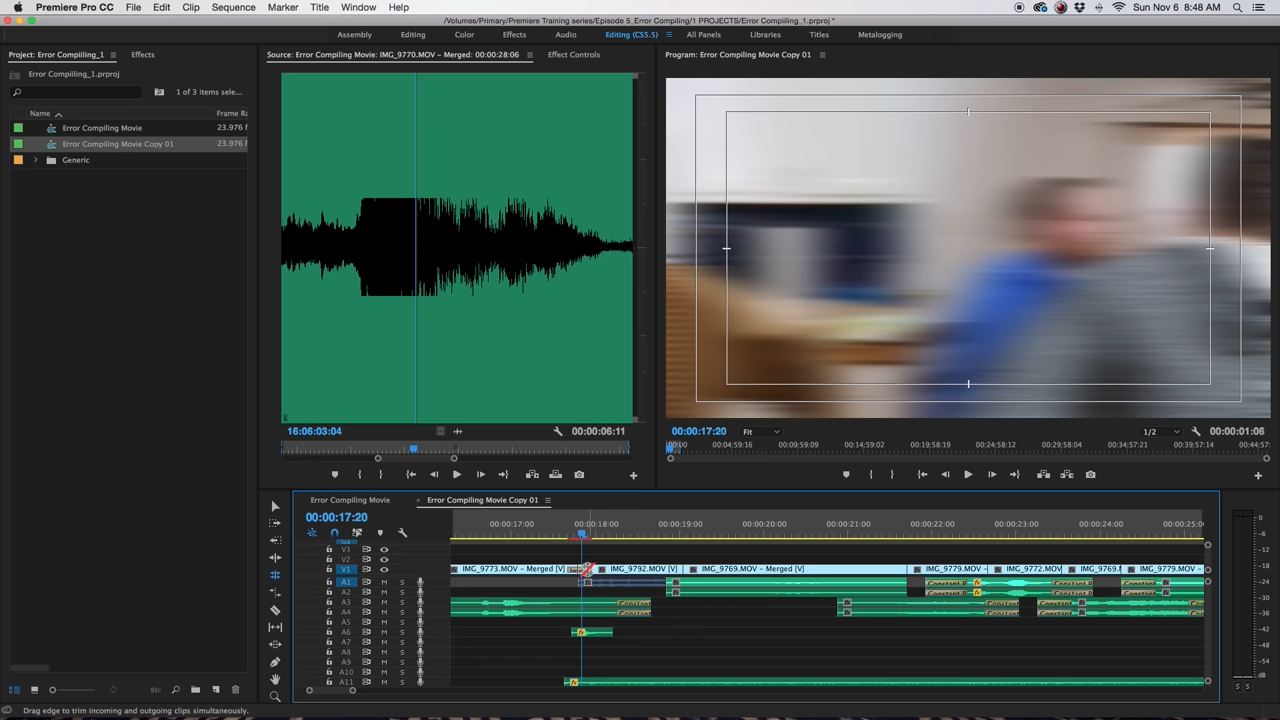 Premiere Pro CC File Edit Clip Sequence Marker Title Window Help Sun Nov 6 8:48 AM
/Volumes/Primary/Premiere Training series/Episode 5_Error Compiling/1 PROJECTS/Error Compiling_1.prproj *
Assembly Editing Color Effects Audio Editing (CS5.5) All Panels Libraries Titles Metalogging
Project: Error Compiling_1 Effects
Error Compiling_1.prproj
1 of 3 items sele...
Name Frame Ra
Error Compiling Movie 23.976 f
Error Compiling Movie Copy 01 23.976 f
Generic
Source: Error Compiling Movie: IMG_9770.MOV – Merged: 00:00:28:06 Effect Controls
16:06:03:04 00:00:06:11
Program: Error Compiling Movie Copy 01
00:00:17:20 Fit 1/2 00:00:01:06
00:00 00:04:59:16 00:09:59:09 00:14:59:02 00:19:58:19 00:24:58:12 00:29:58:04 00:34:57:21 00:39:57:14 00:44:57:
Error Compiling Movie × Error Compiling Movie Copy 01
00:00:17:20
00:00:17:00 00:00:18:00 00:00:19:00 00:00:20:00 00:00:21:00 00:00:22:00 00:00:23:00 00:00:24:00 00:00:25:0
V3
V2
V1 IMG_9773.MOV – Merged [V] IMG_9792.MOV [V] IMG_9769.MOV – Merged [V] IMG_9779.MOV – IMG_9772.MOV IMG_9769.M IMG_9779.MOV –
A1 M S Constant P
A2 M S Constant P
A3 M S Constant
A4 M S
A5 M S
A6 M S
A7 M S
A8 M S
A9 M S
A10 M S
A11 M S
-6
-12
-18
-24
-30
-36
-42
-48
-54
dB
S S
Drag edge to trim incoming and outgoing clips simultaneously.